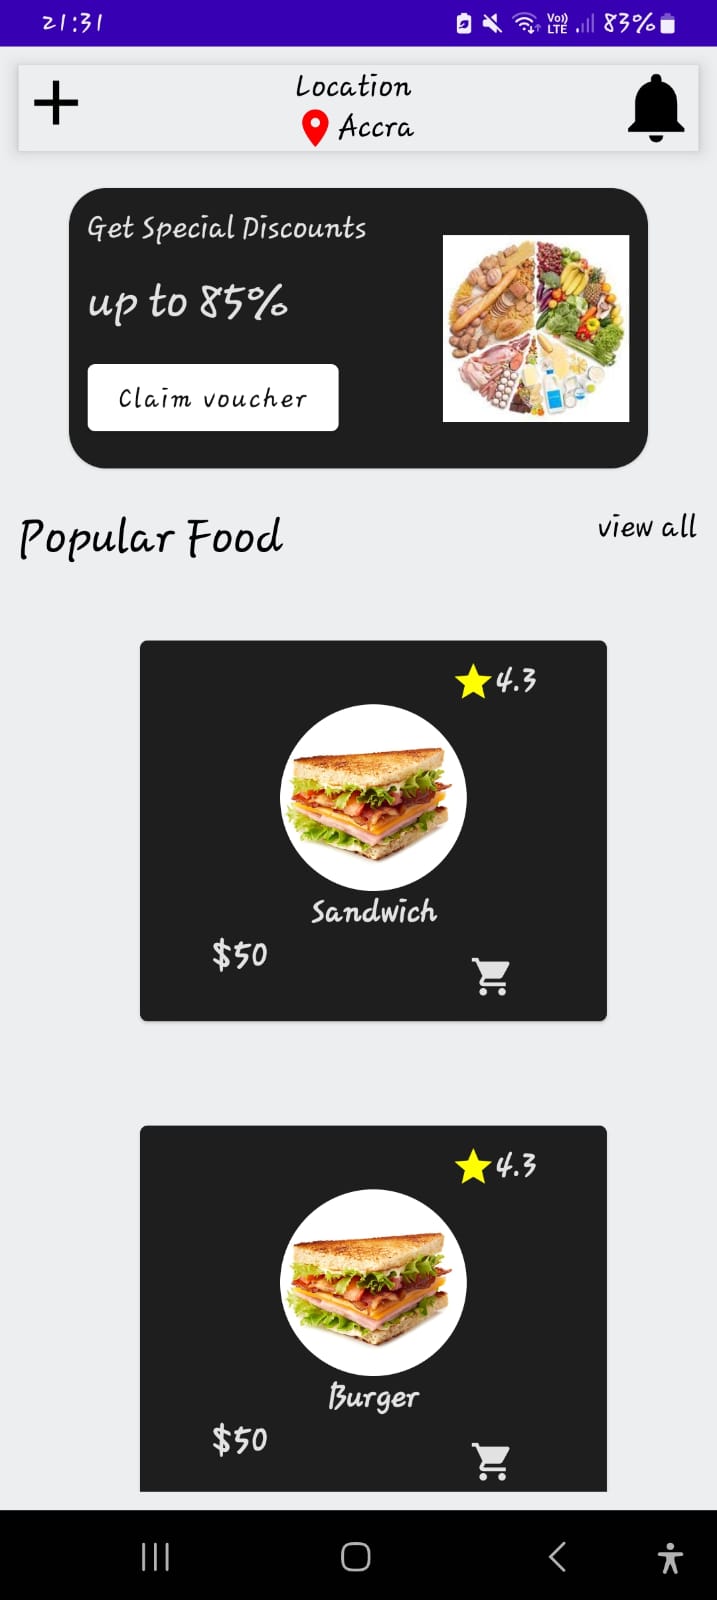 21:31
Vo)) LTE 83%
Location
Accra
Get Special Discounts
up to 85%
Claim voucher
Popular Food
view all
4.3
Sandwich
$50
4.3
Burger
$50